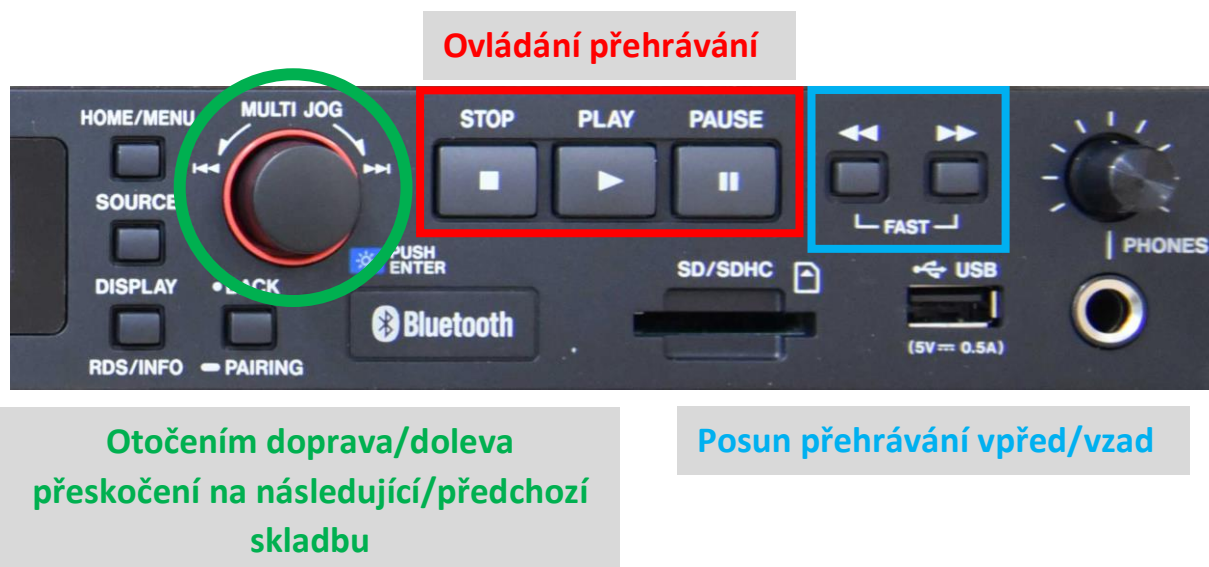 Ovládání přehrávání
HOME/MENU
MULTI JOG
STOP
PLAY
PAUSE
SOURCE
FAST
PUSH
ENTER
PHONES
DISPLAY
BACK
SD/SDHC
USB
Bluetooth
(5V 0.5A)
RDS/INFO
PAIRING
Otočením doprava/doleva
přeskočení na následující/předchozí
skladbu
Posun přehrávání vpřed/vzad